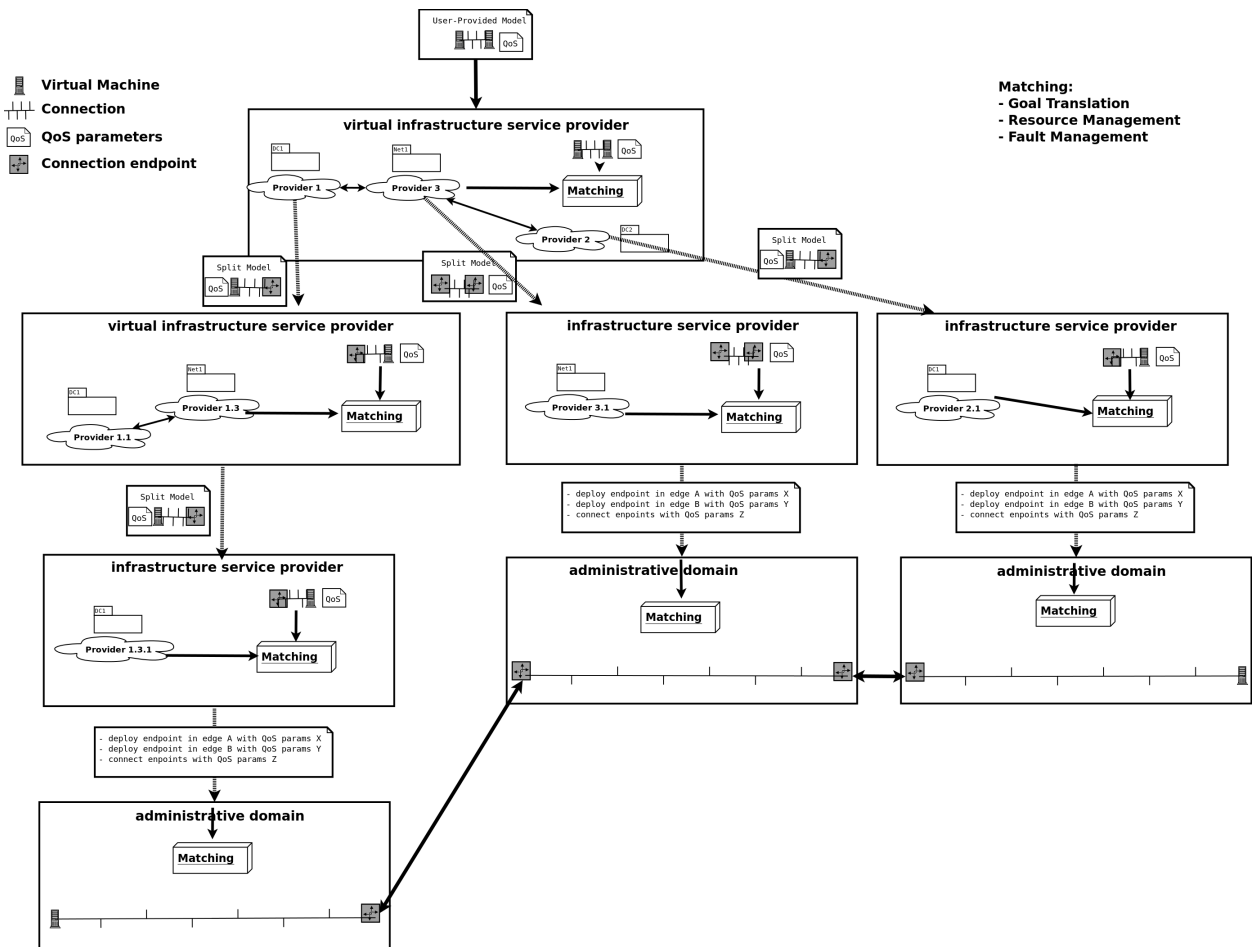 User-Provided Model
QoS
Virtual Machine
Connection
QoS
QoS parameters
Connection endpoint
Matching:
- Goal Translation
- Resource Management
- Fault Management
virtual infrastructure service provider
DC1
Net1
QoS
Provider 1
Provider 3
Matching
Provider 2
DC2
Split Model
QoS
Split Model
QoS
Split Model
QoS
virtual infrastructure service provider
QoS
Net1
DC1
Provider 1.3
Provider 1.1
Matching
infrastructure service provider
QoS
Net1
Provider 3.1
Matching
infrastructure service provider
QoS
DC1
Provider 2.1
Matching
Split Model
QoS
- deploy endpoint in edge A with QoS params X
- deploy endpoint in edge B with QoS params Y
- connect enpoints with QoS params Z
- deploy endpoint in edge A with QoS params X
- deploy endpoint in edge B with QoS params Y
- connect enpoints with QoS params Z
infrastructure service provider
QoS
DC1
Provider 1.3.1
Matching
administrative domain
Matching
administrative domain
Matching
- deploy endpoint in edge A with QoS params X
- deploy endpoint in edge B with QoS params Y
- connect enpoints with QoS params Z
administrative domain
Matching